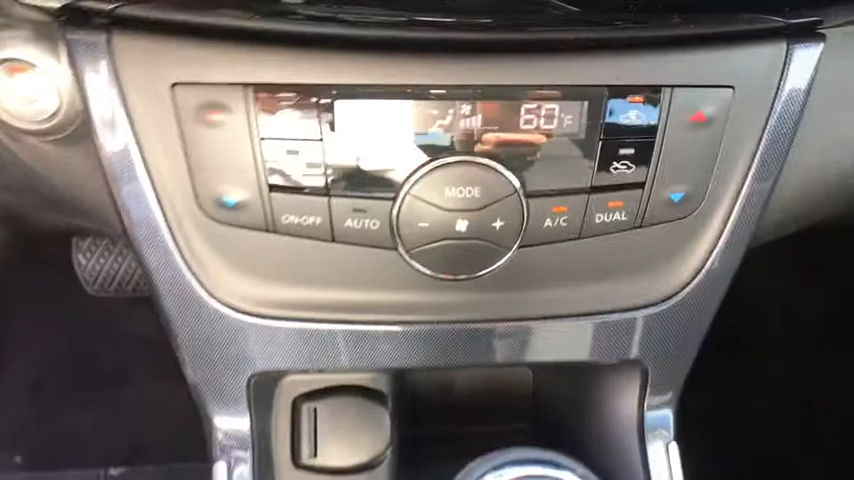 60°F
MODE
ON·OFF
AUTO
A/C
DUAL